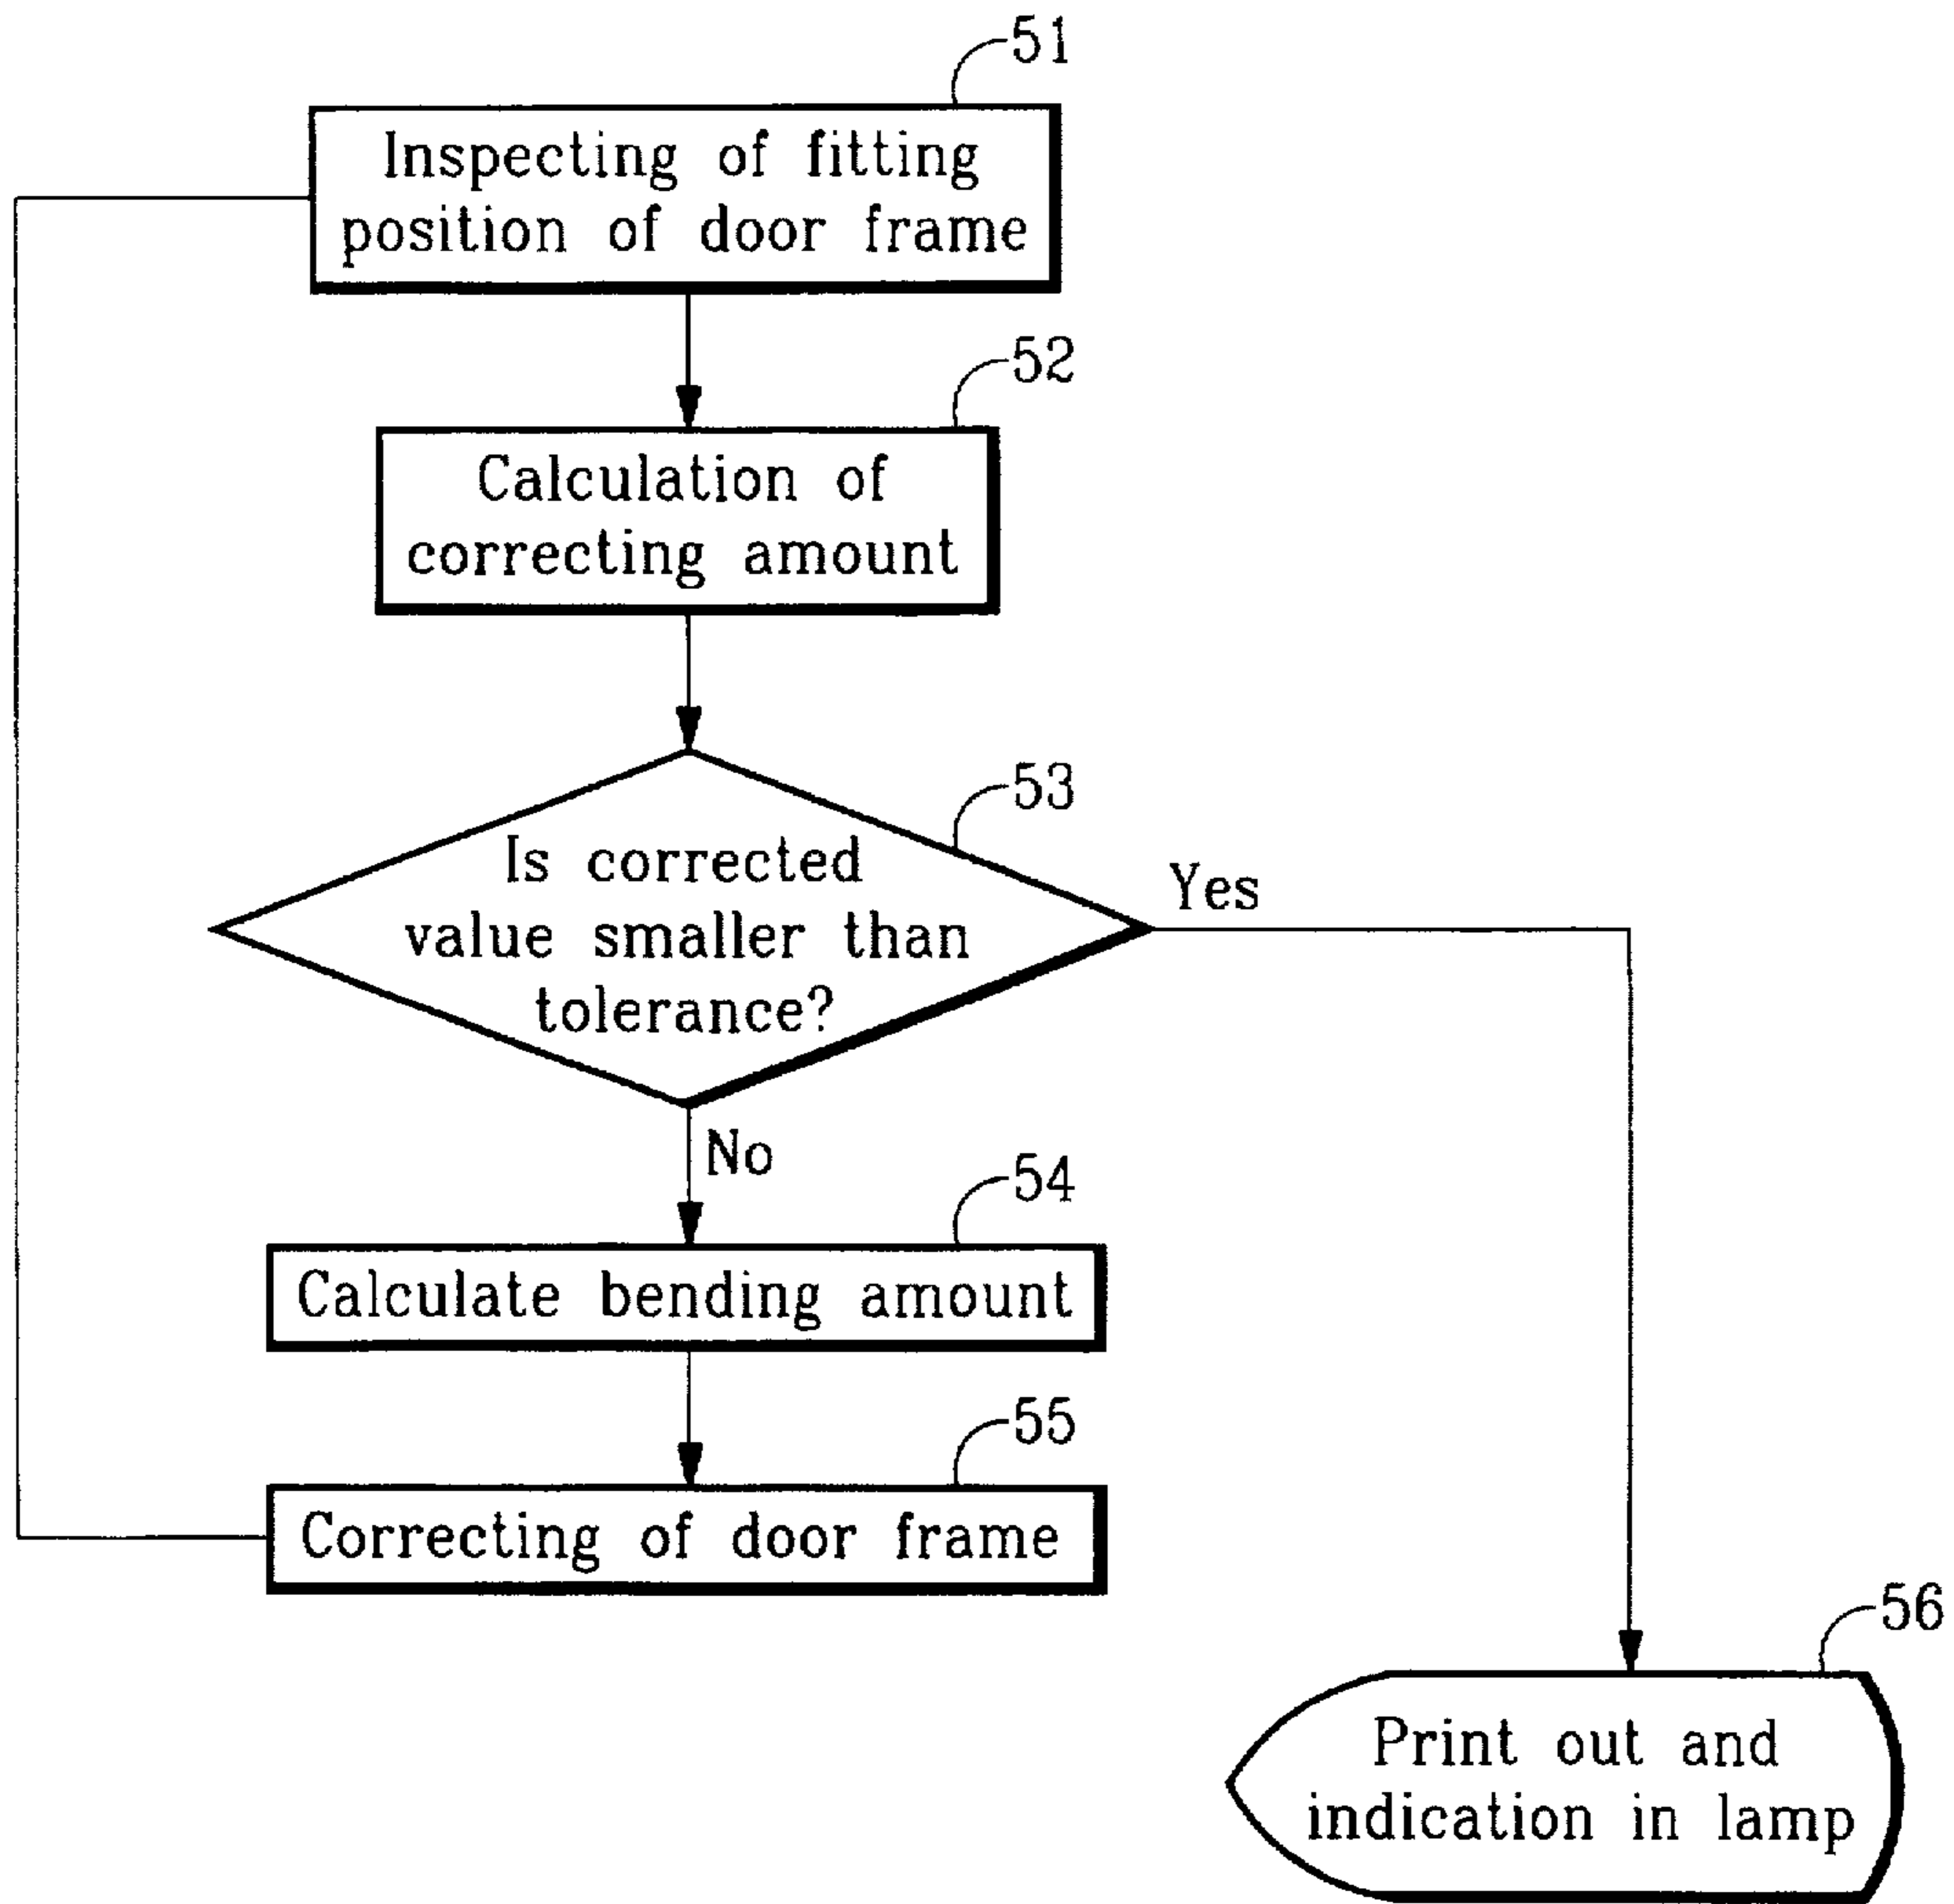 51
Inspecting of fitting
position of door frame
52
Calculation of
correcting amount
53
Is corrected
value smaller than
tolerance?
Yes
No
54
Calculate bending amount
55
Correcting of door frame
56
Print out and
indication in lamp